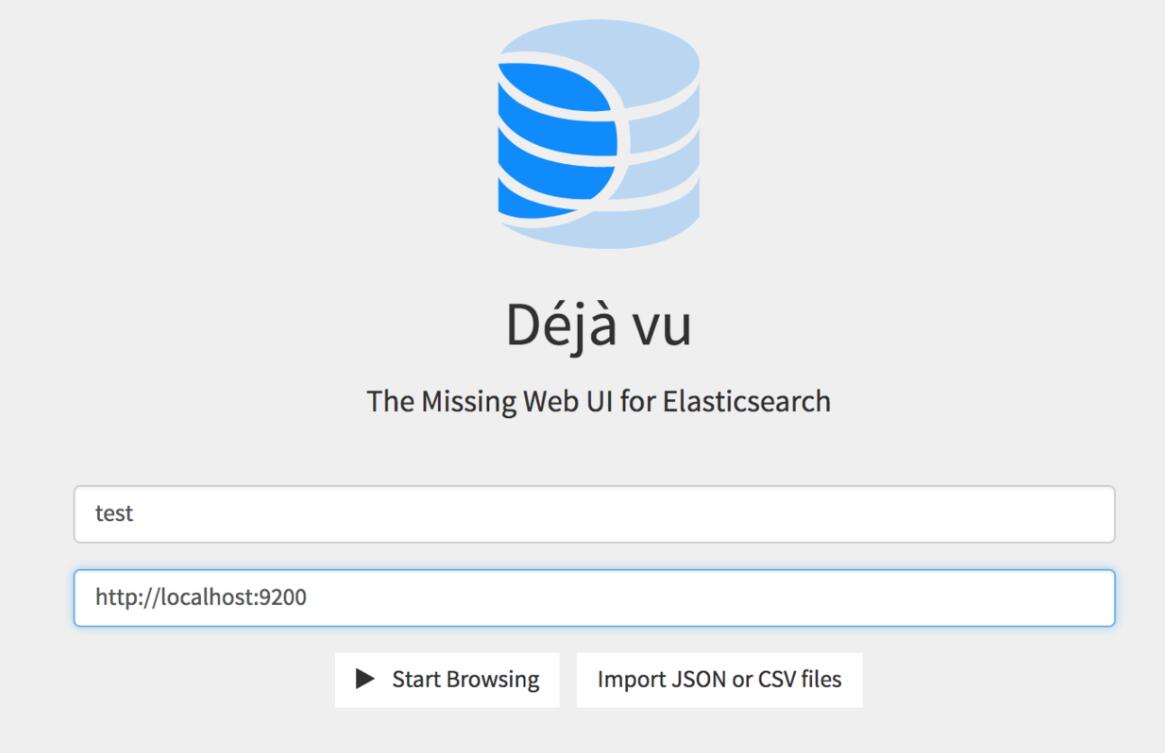 Déjà vu
The Missing Web UI for Elasticsearch
test
http://localhost:9200
Start Browsing
Import JSON or CSV files